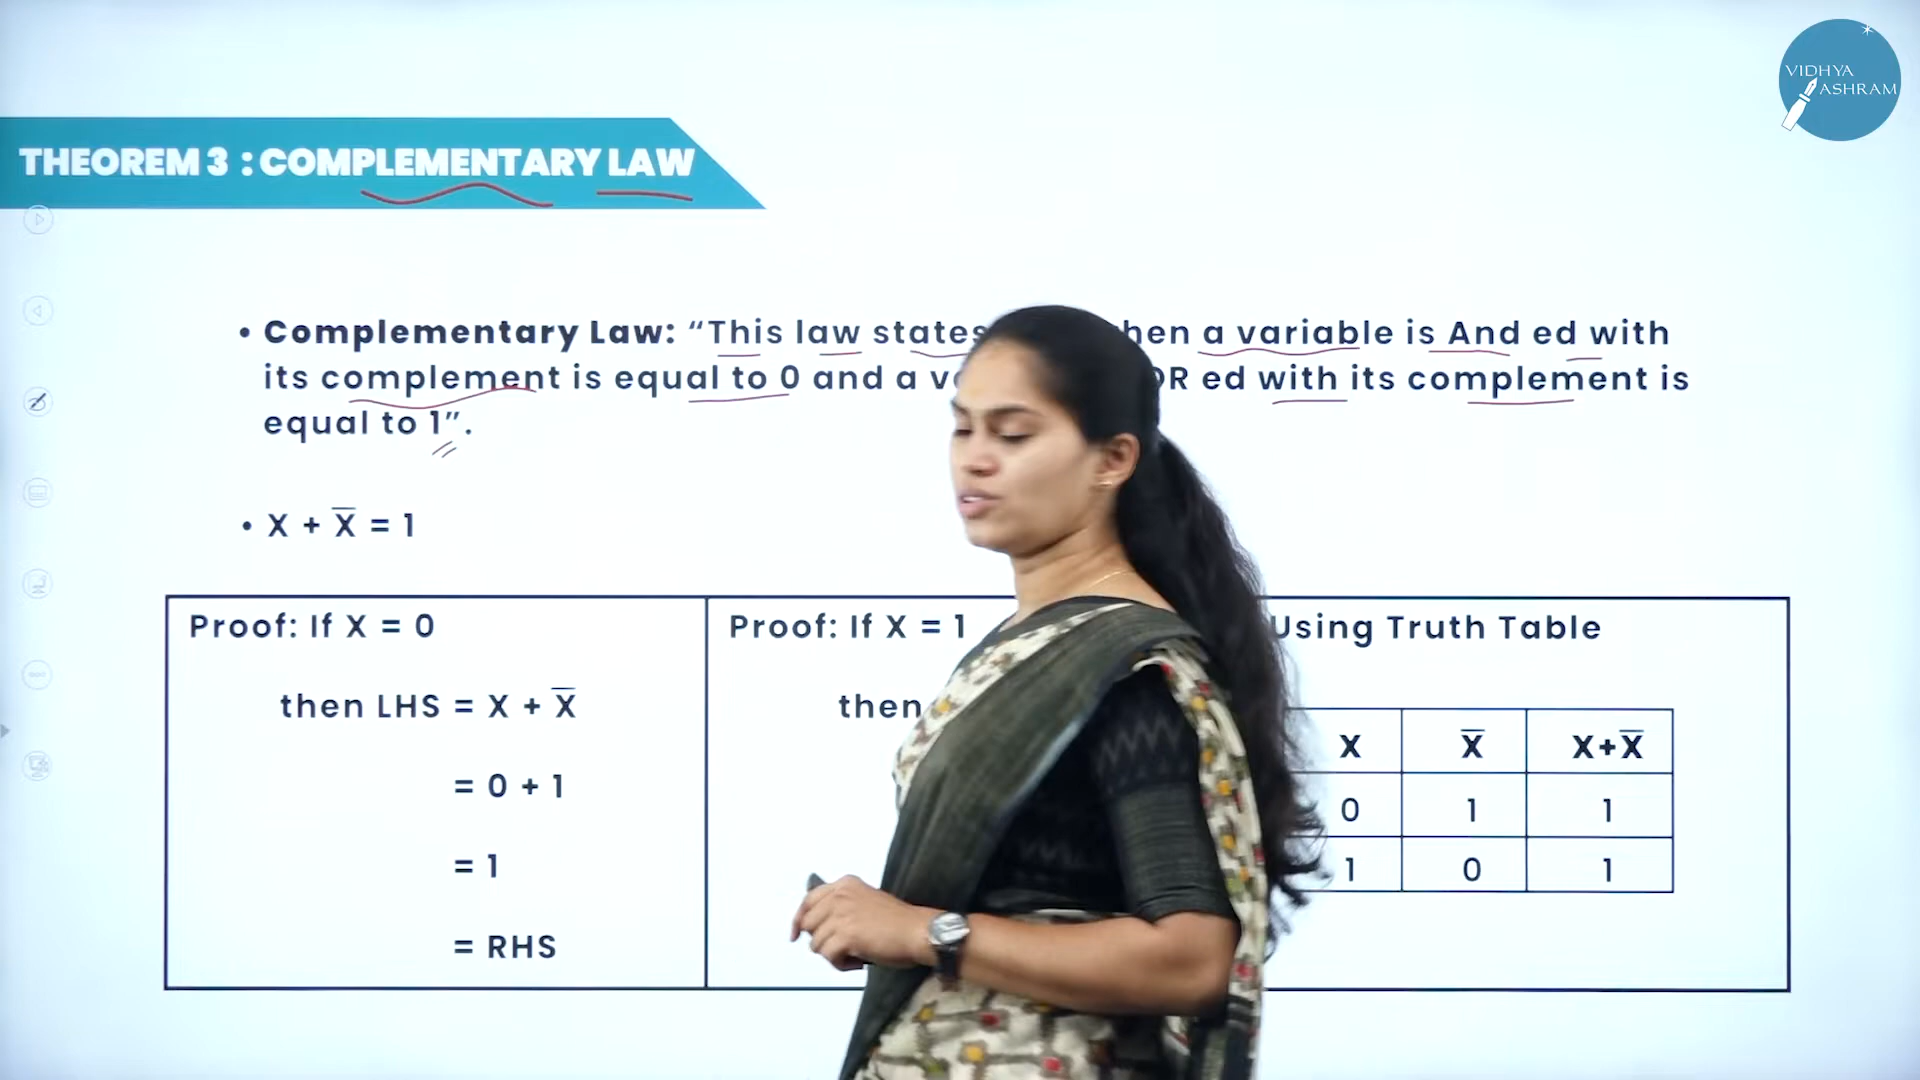 VIDHYA
ASHRAM
THEOREM 3 : COMPLEMENTARY LAW
• Complementary Law: “This law states a variable is And ed with
its complement is equal to 0 and a ed with its complement is
equal to 1”.
• X + X̅ = 1
Proof: If X = 0
then LHS = X + X̅
= 0 + 1
= 1
= RHS
Proof: If X = 1
then
Using Truth Table
X X̅ X+X̅
0 1 1
1 0 1